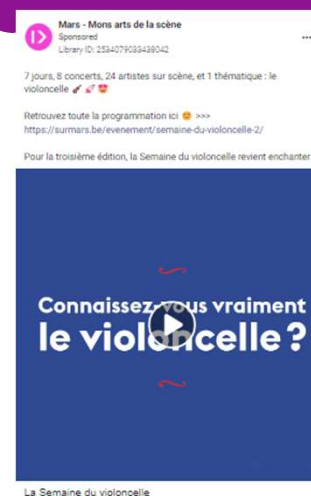 Mars - Mons arts de la scène
Sponsored
Library ID: 2534079033438042
7 jours, 8 concerts, 24 artistes sur scène, et 1 thématique : le
violoncelle 🎻 🎻 😍
Retrouvez toute la programmation ici 😊 >>>
https://surmars.be/evenement/semaine-du-violoncelle-2/
Pour la troisième édition, la Semaine du violoncelle revient enchanter
Connaissez-vous vraiment
le violoncelle ?
La Semaine du violoncelle